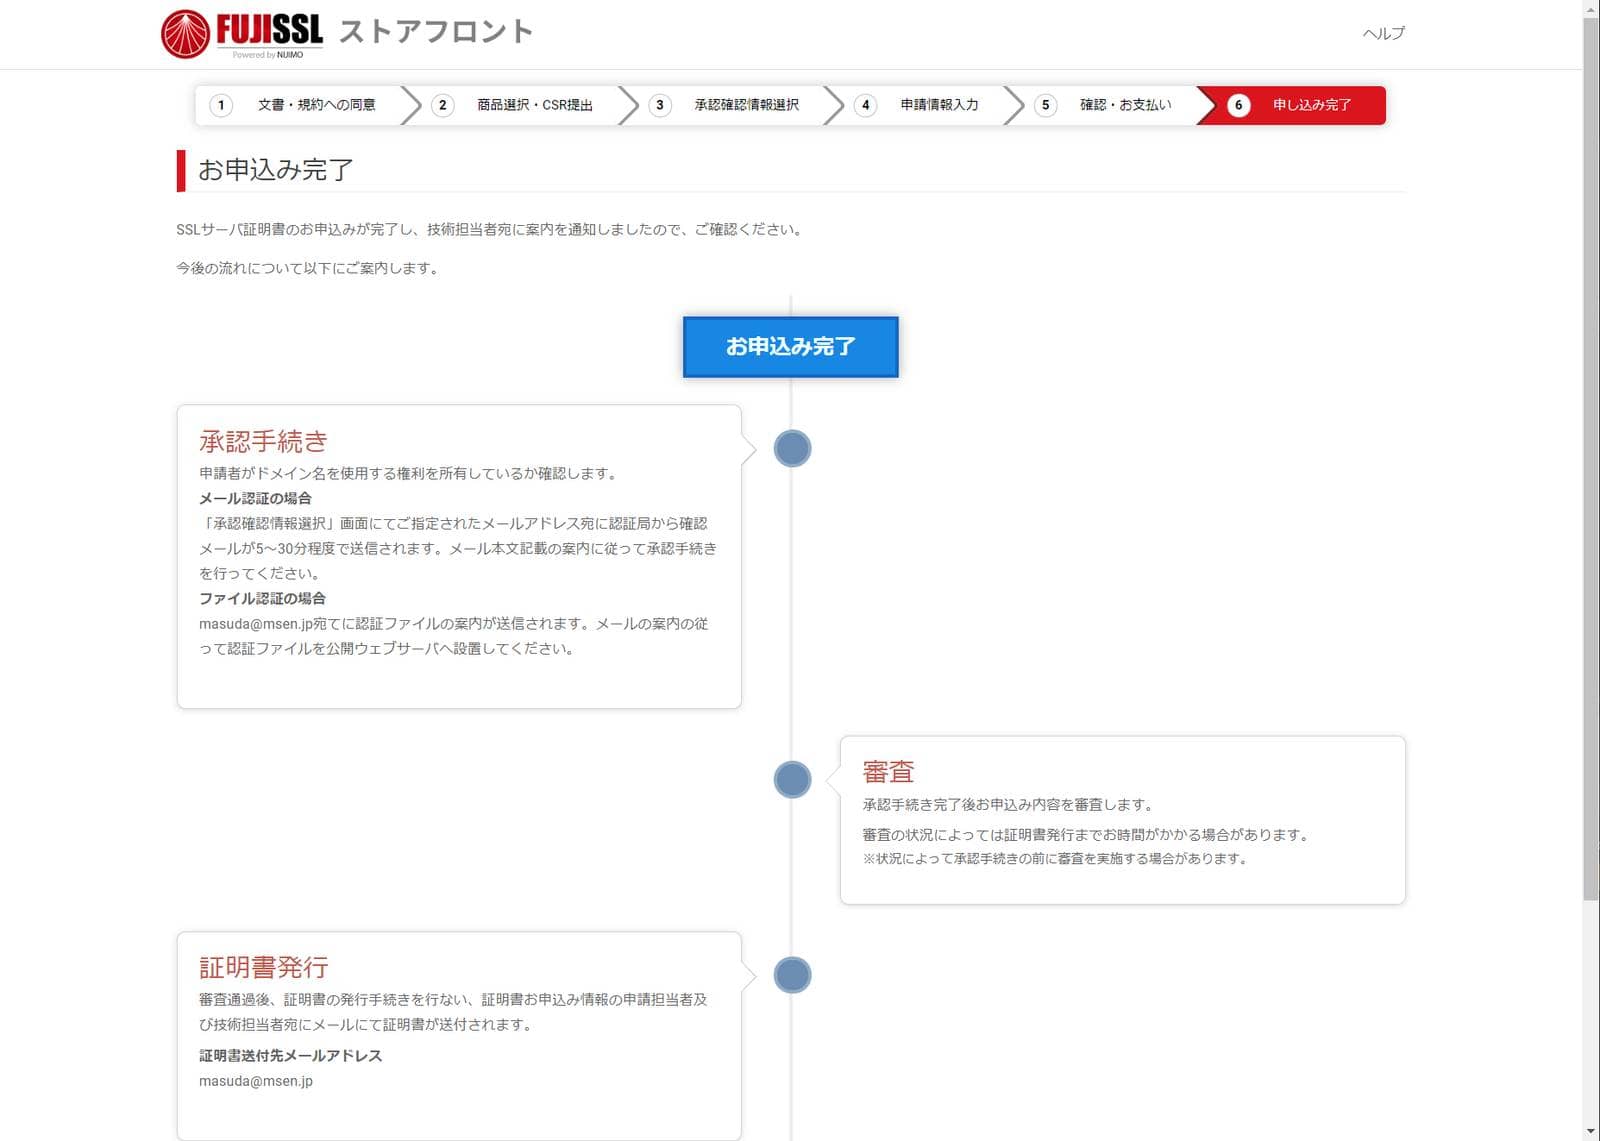 FUJISSL ストアフロント
Powered by NIJIMO
ヘルプ
1 文書・規約への同意
2 商品選択・CSR提出
3 承認確認情報選択
4 申請情報入力
5 確認・お支払い
6 申し込み完了
お申込み完了
SSLサーバ証明書のお申込みが完了し、技術担当者宛に案内を通知しましたので、ご確認ください。
今後の流れについて以下にご案内します。
お申込み完了
承認手続き
申請者がドメイン名を使用する権利を所有しているか確認します。
メール認証の場合
「承認確認情報選択」画面にてご指定されたメールアドレス宛に認証局から確認
メールが5～30分程度で送信されます。メール本文記載の案内に従って承認手続き
を行ってください。
ファイル認証の場合
masuda@msen.jp宛てに認証ファイルの案内が送信されます。メールの案内の従
って認証ファイルを公開ウェブサーバへ設置してください。
審査
承認手続き完了後お申込み内容を審査します。
審査の状況によっては証明書発行までお時間がかかる場合があります。
※状況によって承認手続きの前に審査を実施する場合があります。
証明書発行
審査通過後、証明書の発行手続きを行ない、証明書お申込み情報の申請担当者及
び技術担当者宛にメールにて証明書が送付されます。
証明書送付先メールアドレス
masuda@msen.jp